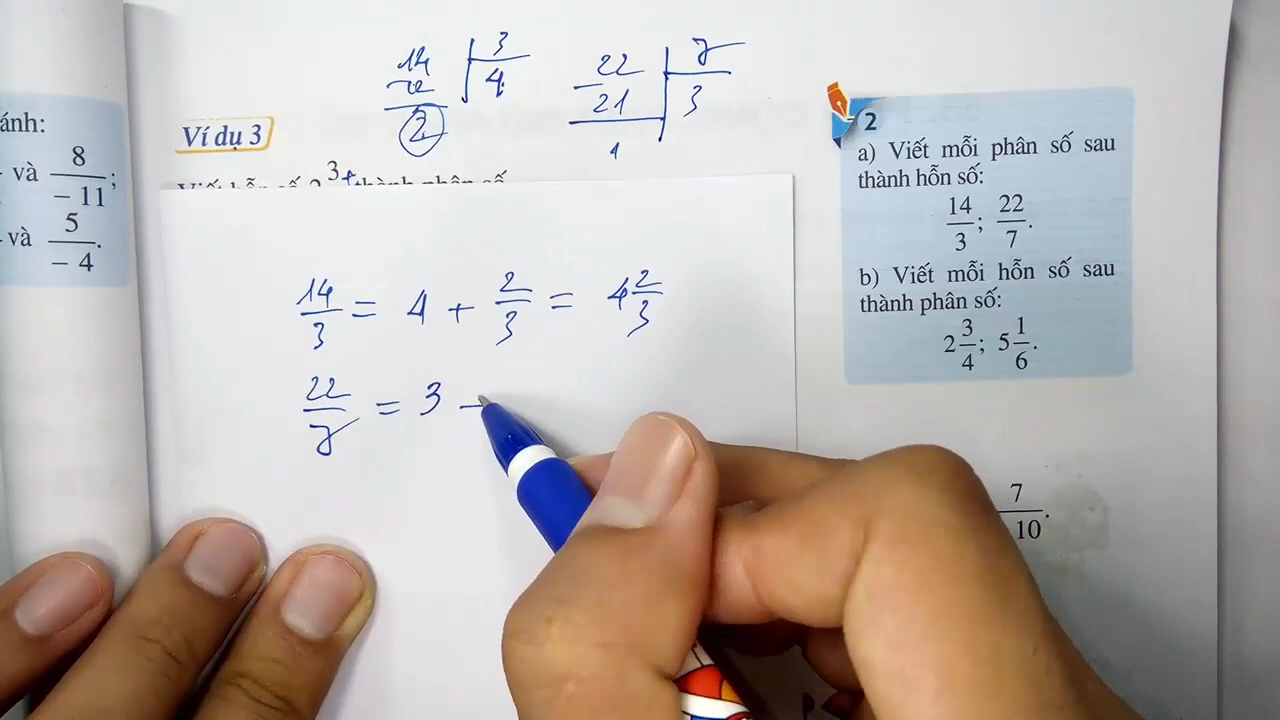 ánh:
và 8/-11;
và 5/-4.
14 | 3
12 | 4
2
22 | 7
- 21 | 3
1
Ví dụ 3
3
14/3 = 4 + 2/3 = 4 2/3
22/7 = 3 -
2
a) Viết mỗi phân số sau
thành hỗn số:
14/3; 22/7.
b) Viết mỗi hỗn số sau
thành phân số:
2 3/4; 5 1/6.
7/10.